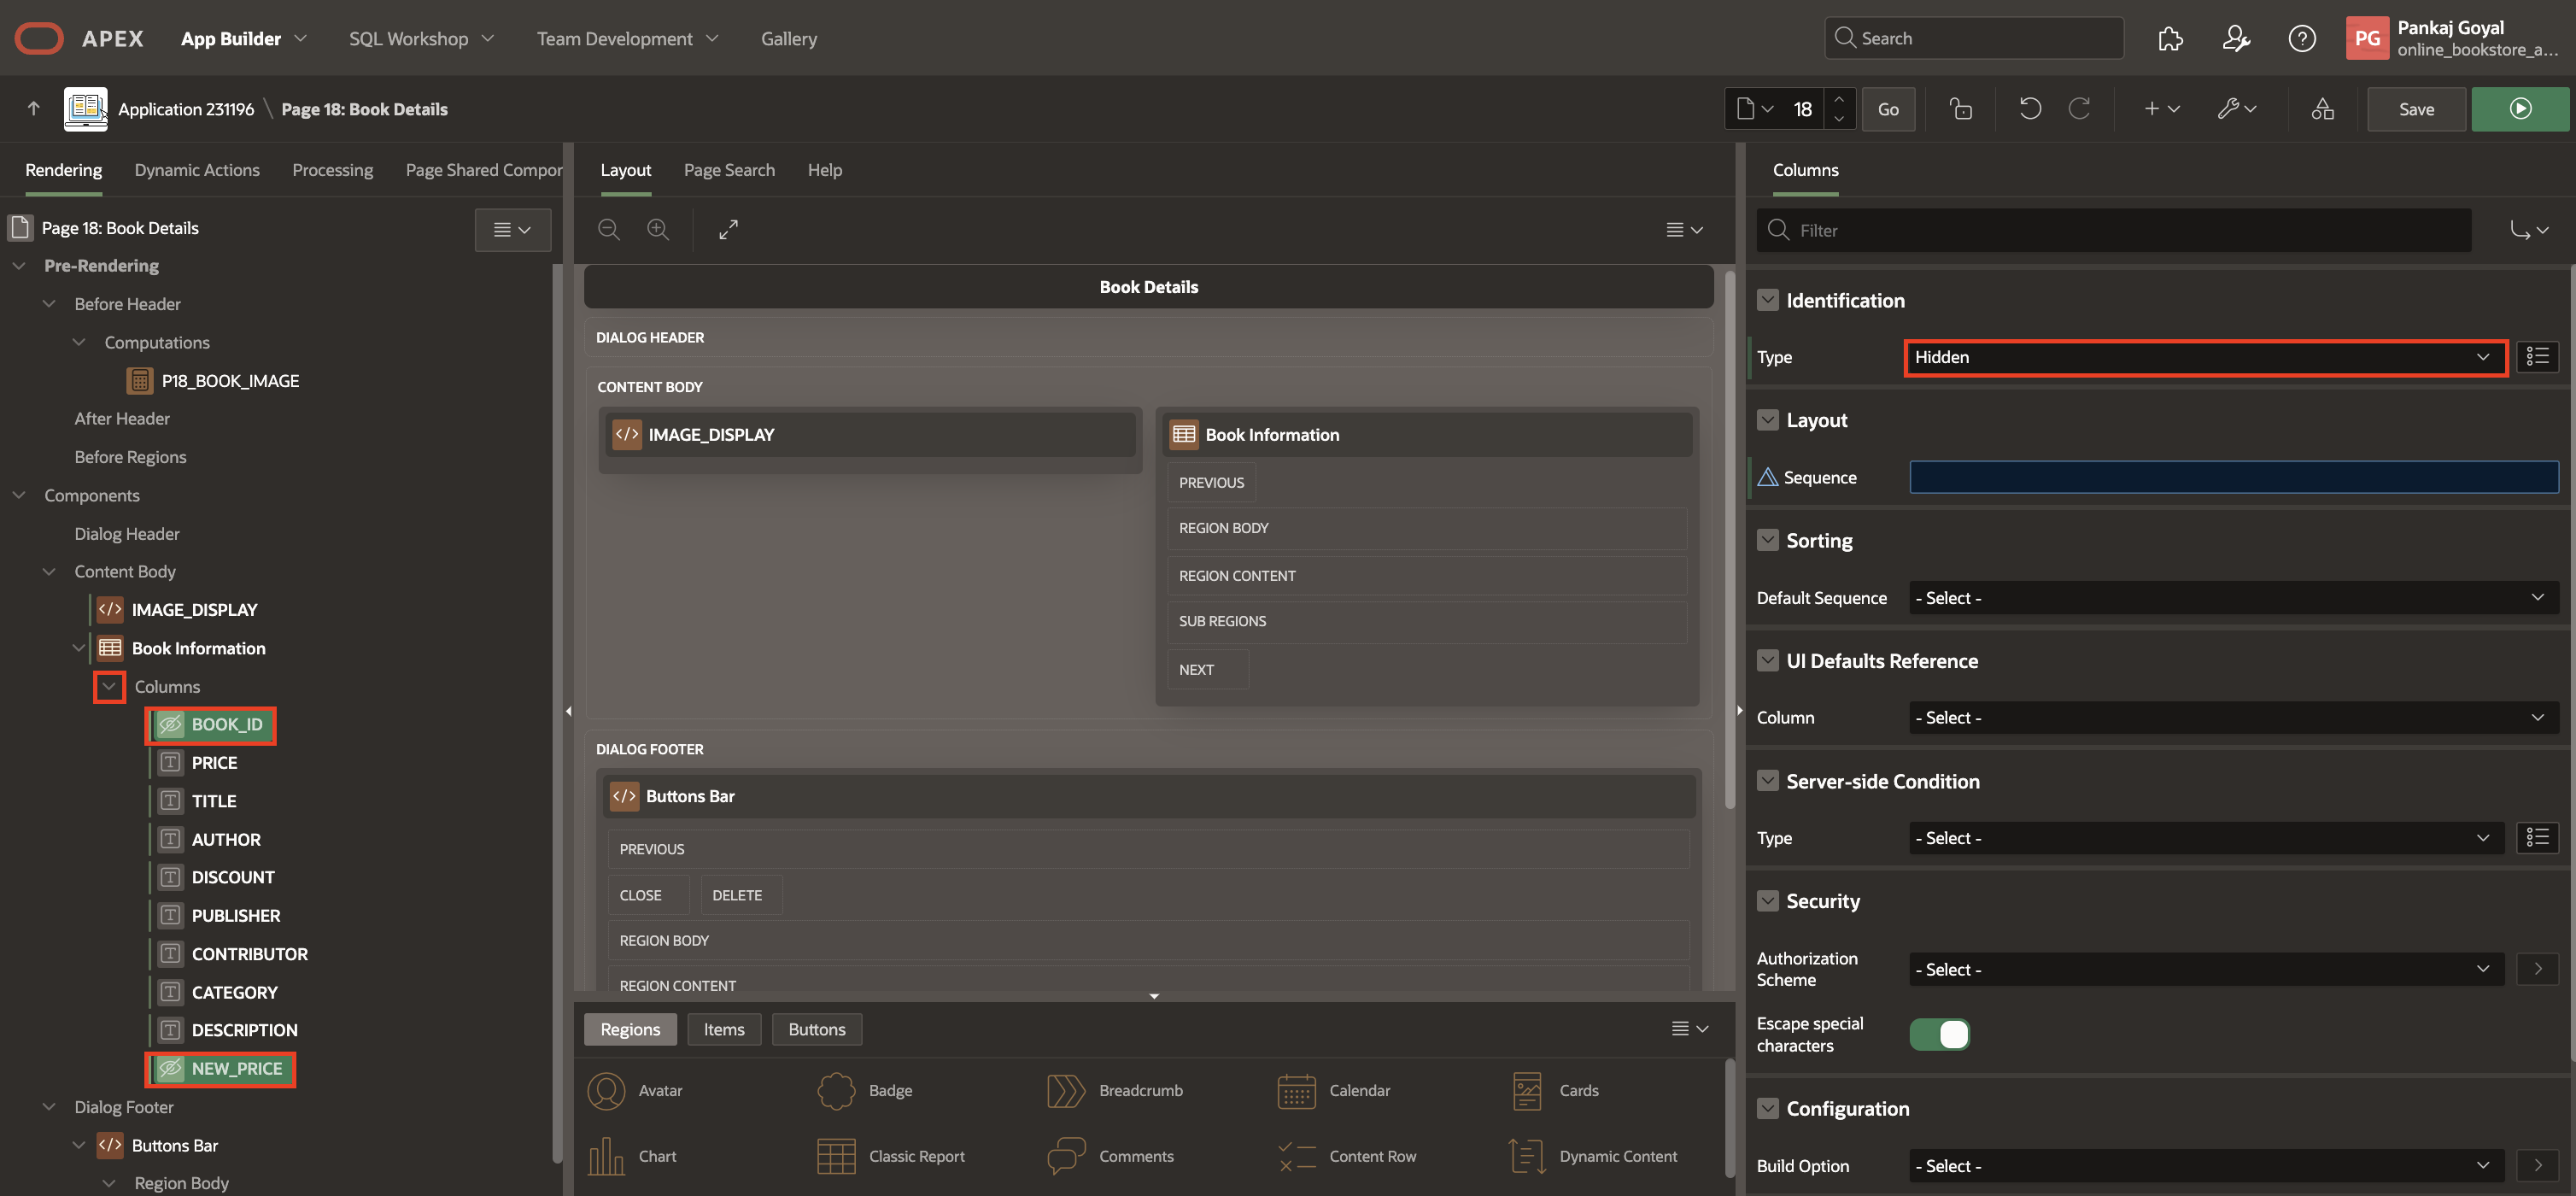 APEX App Builder SQL Workshop Team Development Gallery Search PG Pankaj Goyal
online_bookstore_a...
Application 231196 \ Page 18: Book Details 18 Go Save
Rendering Dynamic Actions Processing Page Shared Compor
Page 18: Book Details
Pre-Rendering
Before Header
Computations
P18_BOOK_IMAGE
After Header
Before Regions
Components
Dialog Header
Content Body
IMAGE_DISPLAY
Book Information
Columns
BOOK_ID
PRICE
TITLE
AUTHOR
DISCOUNT
PUBLISHER
CONTRIBUTOR
CATEGORY
DESCRIPTION
NEW_PRICE
Dialog Footer
Buttons Bar
Region Body
Layout Page Search Help
Book Details
DIALOG HEADER
CONTENT BODY
IMAGE_DISPLAY
Book Information
PREVIOUS
REGION BODY
REGION CONTENT
SUB REGIONS
NEXT
DIALOG FOOTER
Buttons Bar
PREVIOUS
CLOSE DELETE
REGION BODY
REGION CONTENT
Regions Items Buttons
Avatar Badge Breadcrumb Calendar Cards
Chart Classic Report Comments Content Row Dynamic Content
Columns
Filter
Identification
Type Hidden
Layout
Sequence
Sorting
Default Sequence - Select -
UI Defaults Reference
Column - Select -
Server-side Condition
Type - Select -
Security
Authorization
Scheme - Select -
Escape special
characters
Configuration
Build Option - Select -